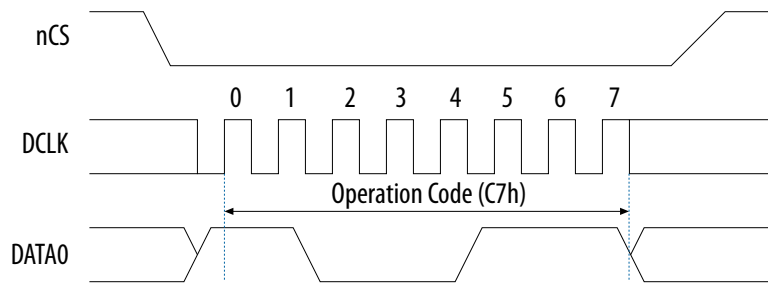 nCS
0 1 2 3 4 5 6 7
DCLK
Operation Code (C7h)
DATA0